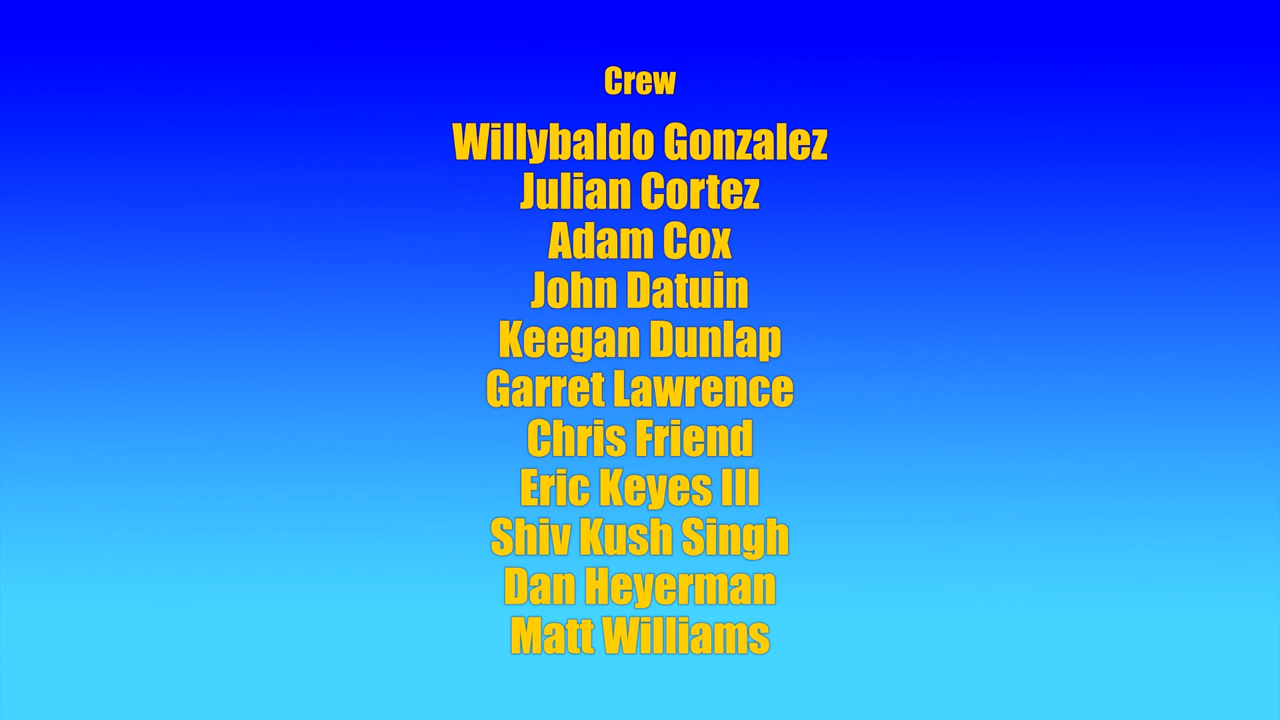 Crew
Willybaldo Gonzalez
Julian Cortez
Adam Cox
John Datuin
Keegan Dunlap
Garret Lawrence
Chris Friend
Eric Keyes III
Shiv Kush Singh
Dan Heyerman
Matt Williams